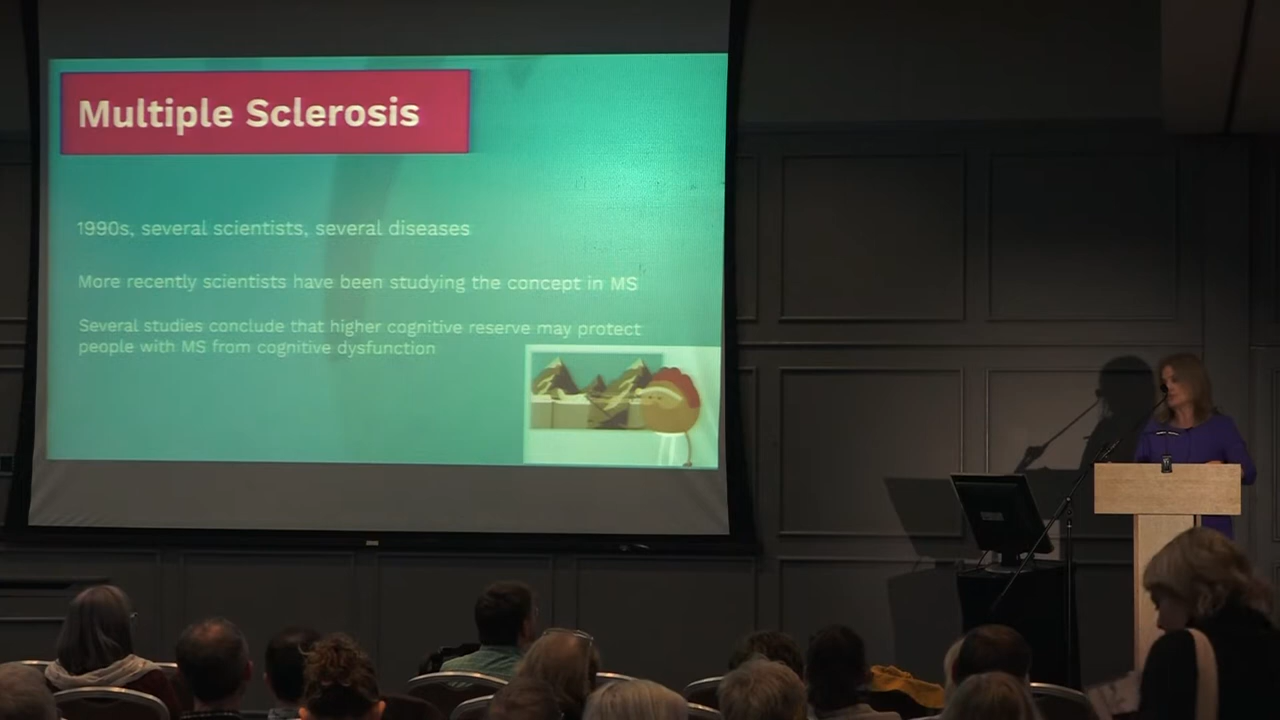 Multiple Sclerosis
1990s, several scientists, several diseases
More recently scientists have been studying the concept in MS
Several studies conclude that higher cognitive reserve may protect
people with MS from cognitive dysfunction